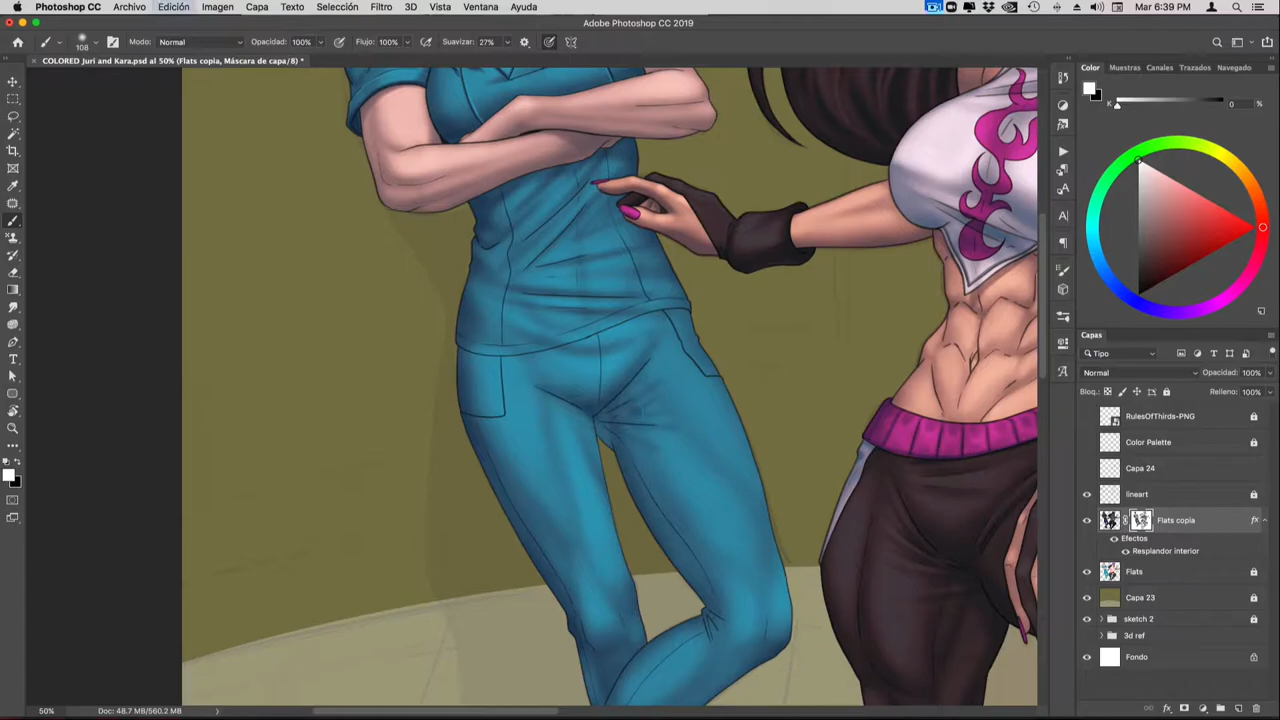 Photoshop CC Archivo Edición Imagen Capa Texto Selección Filtro 3D Vista Ventana Ayuda Mar 6:39 PM
Adobe Photoshop CC 2019
108 Modo: Normal Opacidad: 100% Flujo: 100% Suavizar: 27%
COLORED Juri and Kara.psd al 50% (Flats copia, Máscara de capa/8) *
Color Muestras Canales Trazados Navegado
K 0 %
Capas
Tipo
Normal Opacidad: 100%
Bloq.: Relleno: 100%
RulesOfThirds-PNG
Color Palette
Capa 24
lineart
Flats copia fx
Efectos
Resplandor interior
Flats
Capa 23
sketch 2
3d ref
Fondo
50% Doc: 48.7 MB/560.2 MB